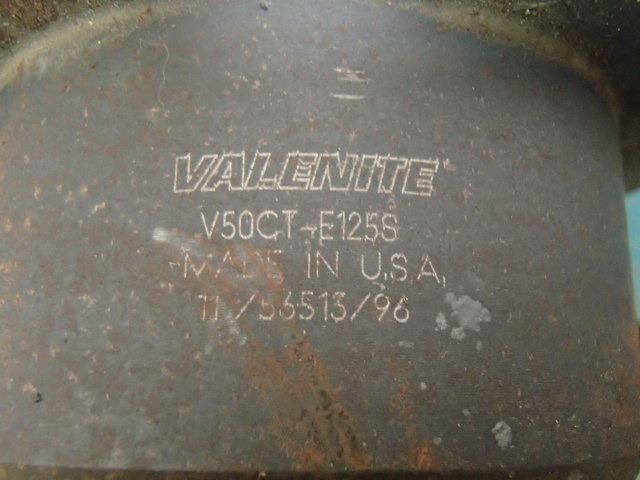 VALENITE
V50CT-E125S
MADE IN U.S.A.
11/56513/96